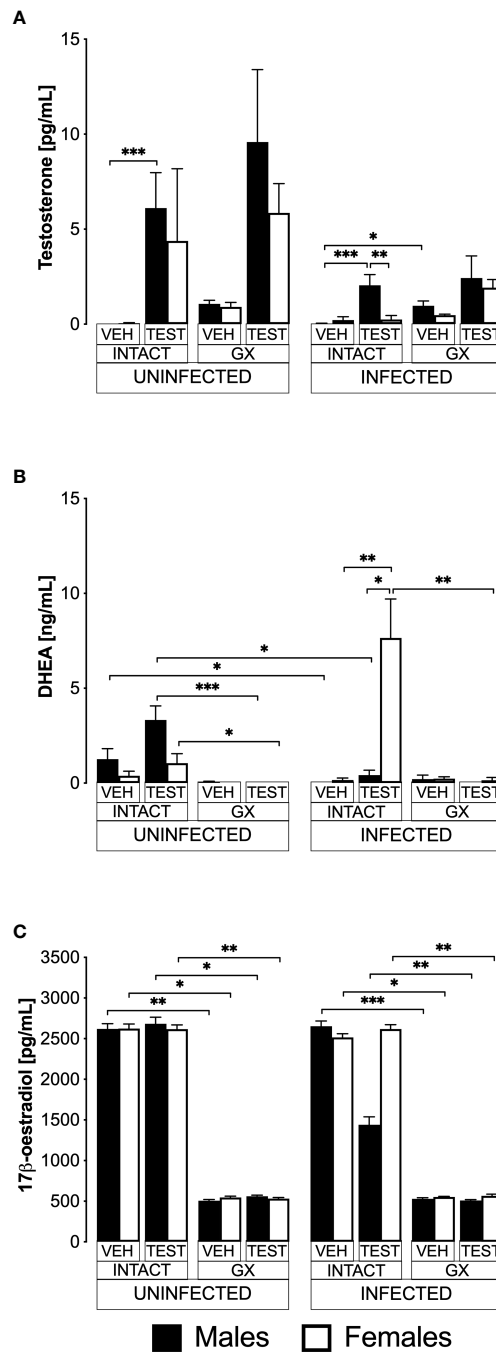 A
Testosterone [pg/mL]
15
10
5
0
***
***
**
*
VEH TEST VEH TEST VEH TEST VEH TEST
INTACT GX INTACT GX
UNINFECTED INFECTED
B
DHEA [ng/mL]
15
10
5
0
**
*
**
*
*
***
*
VEH TEST VEH TEST VEH TEST VEH TEST
INTACT GX INTACT GX
UNINFECTED INFECTED
C
17β-oestradiol [pg/mL]
3500
3000
2500
2000
1500
1000
500
0
**
*
*
**
**
**
*
***
VEH TEST VEH TEST VEH TEST VEH TEST
INTACT GX INTACT GX
UNINFECTED INFECTED
Males Females